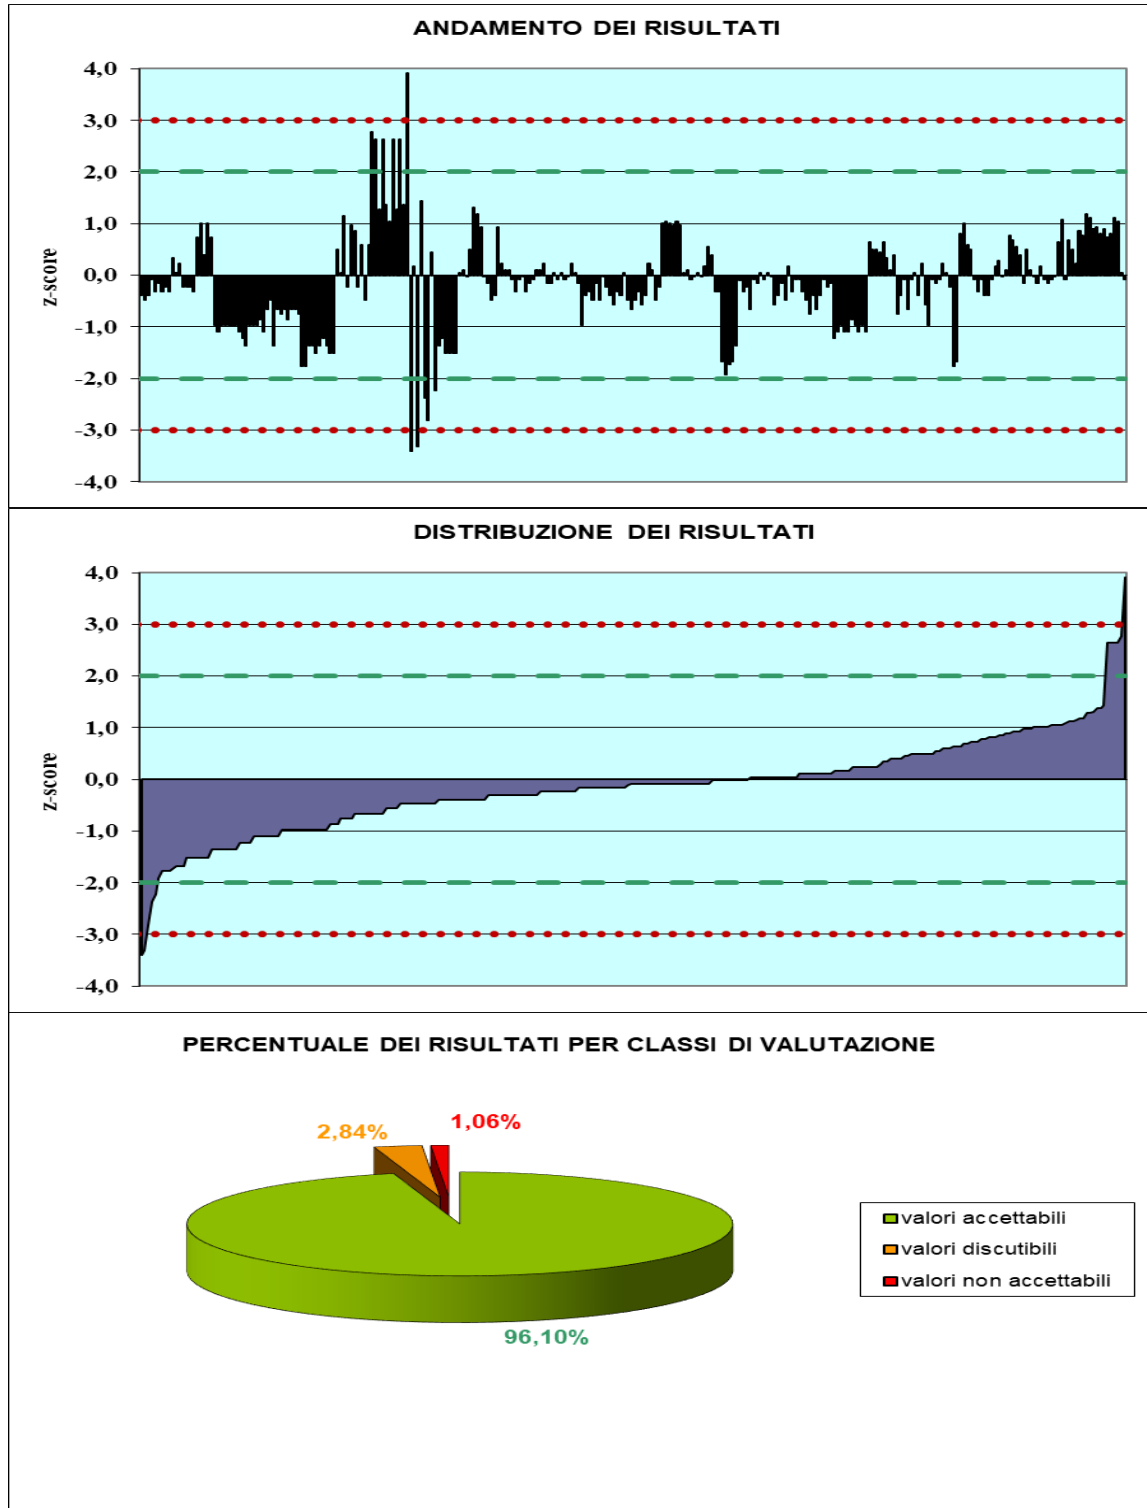 ANDAMENTO DEI RISULTATI
4,0
3,0
2,0
1,0
0,0
-1,0
-2,0
-3,0
-4,0
z-score
DISTRIBUZIONE DEI RISULTATI
4,0
3,0
2,0
1,0
0,0
-1,0
-2,0
-3,0
-4,0
z-score
PERCENTUALE DEI RISULTATI PER CLASSI DI VALUTAZIONE
2,84%
1,06%
96,10%
valori accettabili
valori discutibili
valori non accettabili